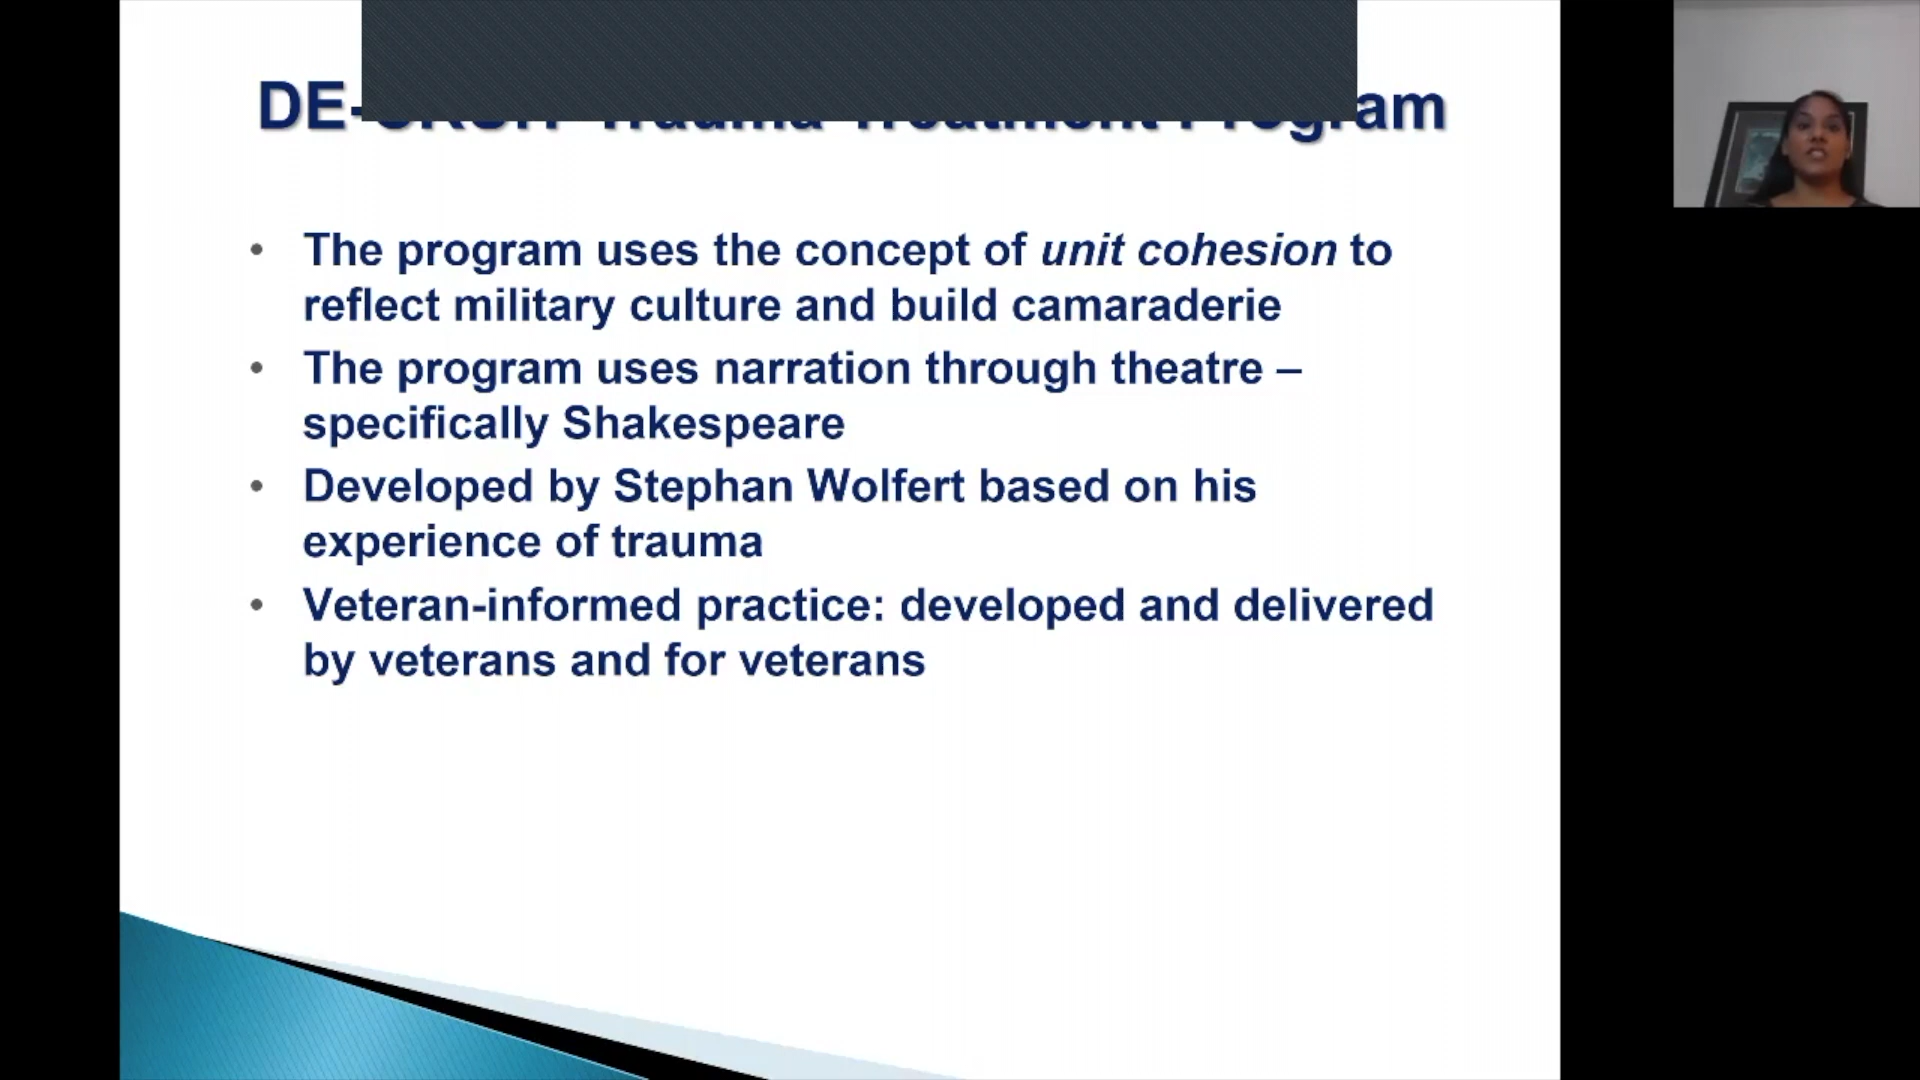 DE-CRUIT Trauma Treatment Program
• The program uses the concept of unit cohesion to
reflect military culture and build camaraderie
• The program uses narration through theatre –
specifically Shakespeare
• Developed by Stephan Wolfert based on his
experience of trauma
• Veteran-informed practice: developed and delivered
by veterans and for veterans